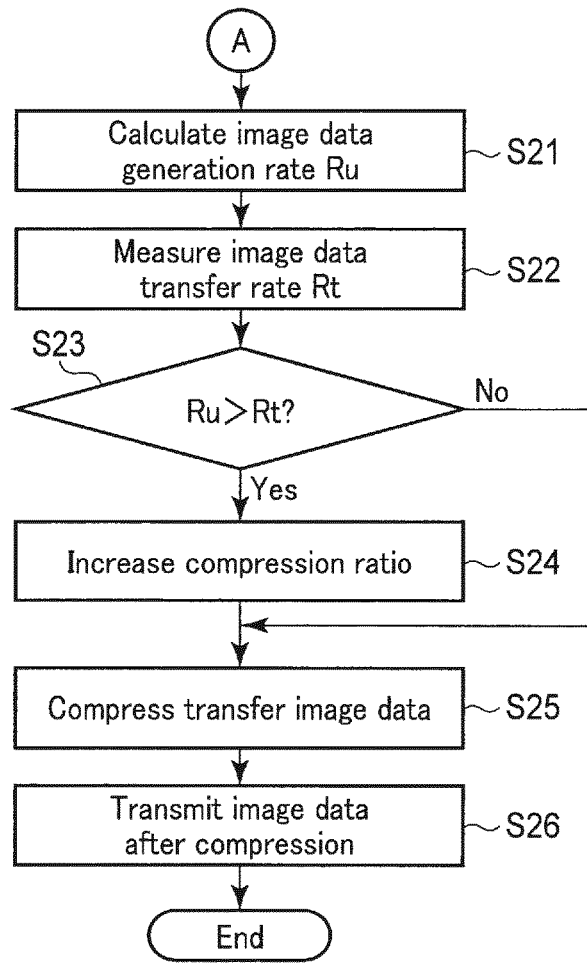 A
Calculate image data
generation rate Ru
S21
Measure image data
transfer rate Rt
S22
S23
Ru＞Rt?
No
Yes
Increase compression ratio
S24
Compress transfer image data
S25
Transmit image data
after compression
S26
End